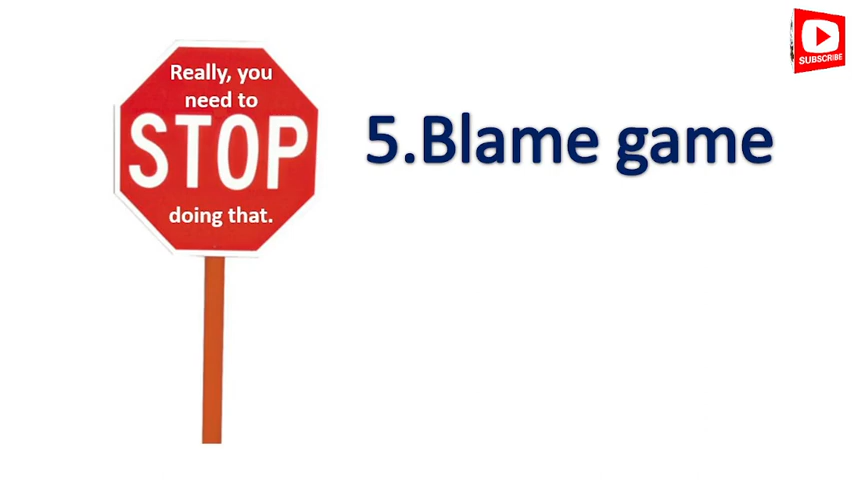 Really, you
need to
STOP
doing that.
5.Blame game
SUBSCRIBE